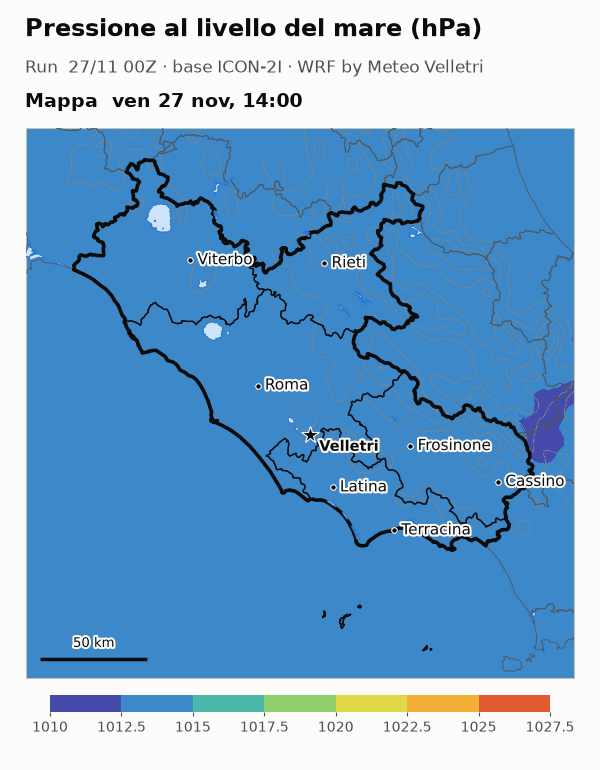 Pressione al livello del mare (hPa)
Run  27/11 00Z · base ICON-2I · WRF by Meteo Velletri
Mappa  ven 27 nov, 14:00
Viterbo
Rieti
Roma
Velletri
Frosinone
Cassino
Latina
Terracina
50 km
1010 1012.5 1015 1017.5 1020 1022.5 1025 1027.5